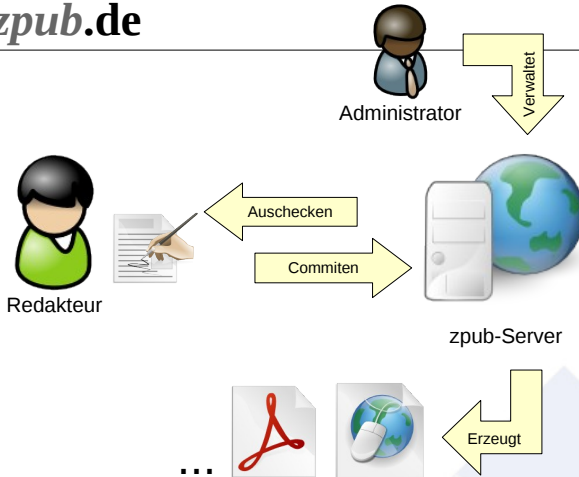 zpub.de
Verwaltet
Administrator
Auschecken
Commiten
Redakteur
zpub-Server
Erzeugt
...